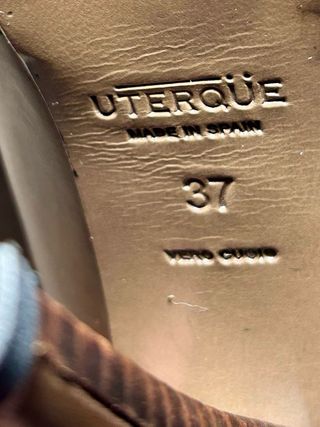 UTERQÜE
MADE IN SPAIN
37
VERO CUOIO